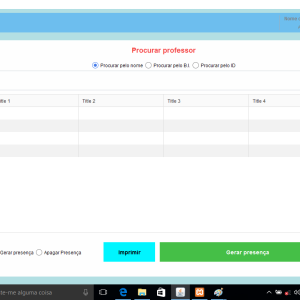 Procurar professor
Procurar pelo nome Procurar pelo B.I. Procurar pelo ID
Title 1 Title 2 Title 3 Title 4
Gerar presença Apagar Presença Imprimir Gerar presença
-me alguma coisa